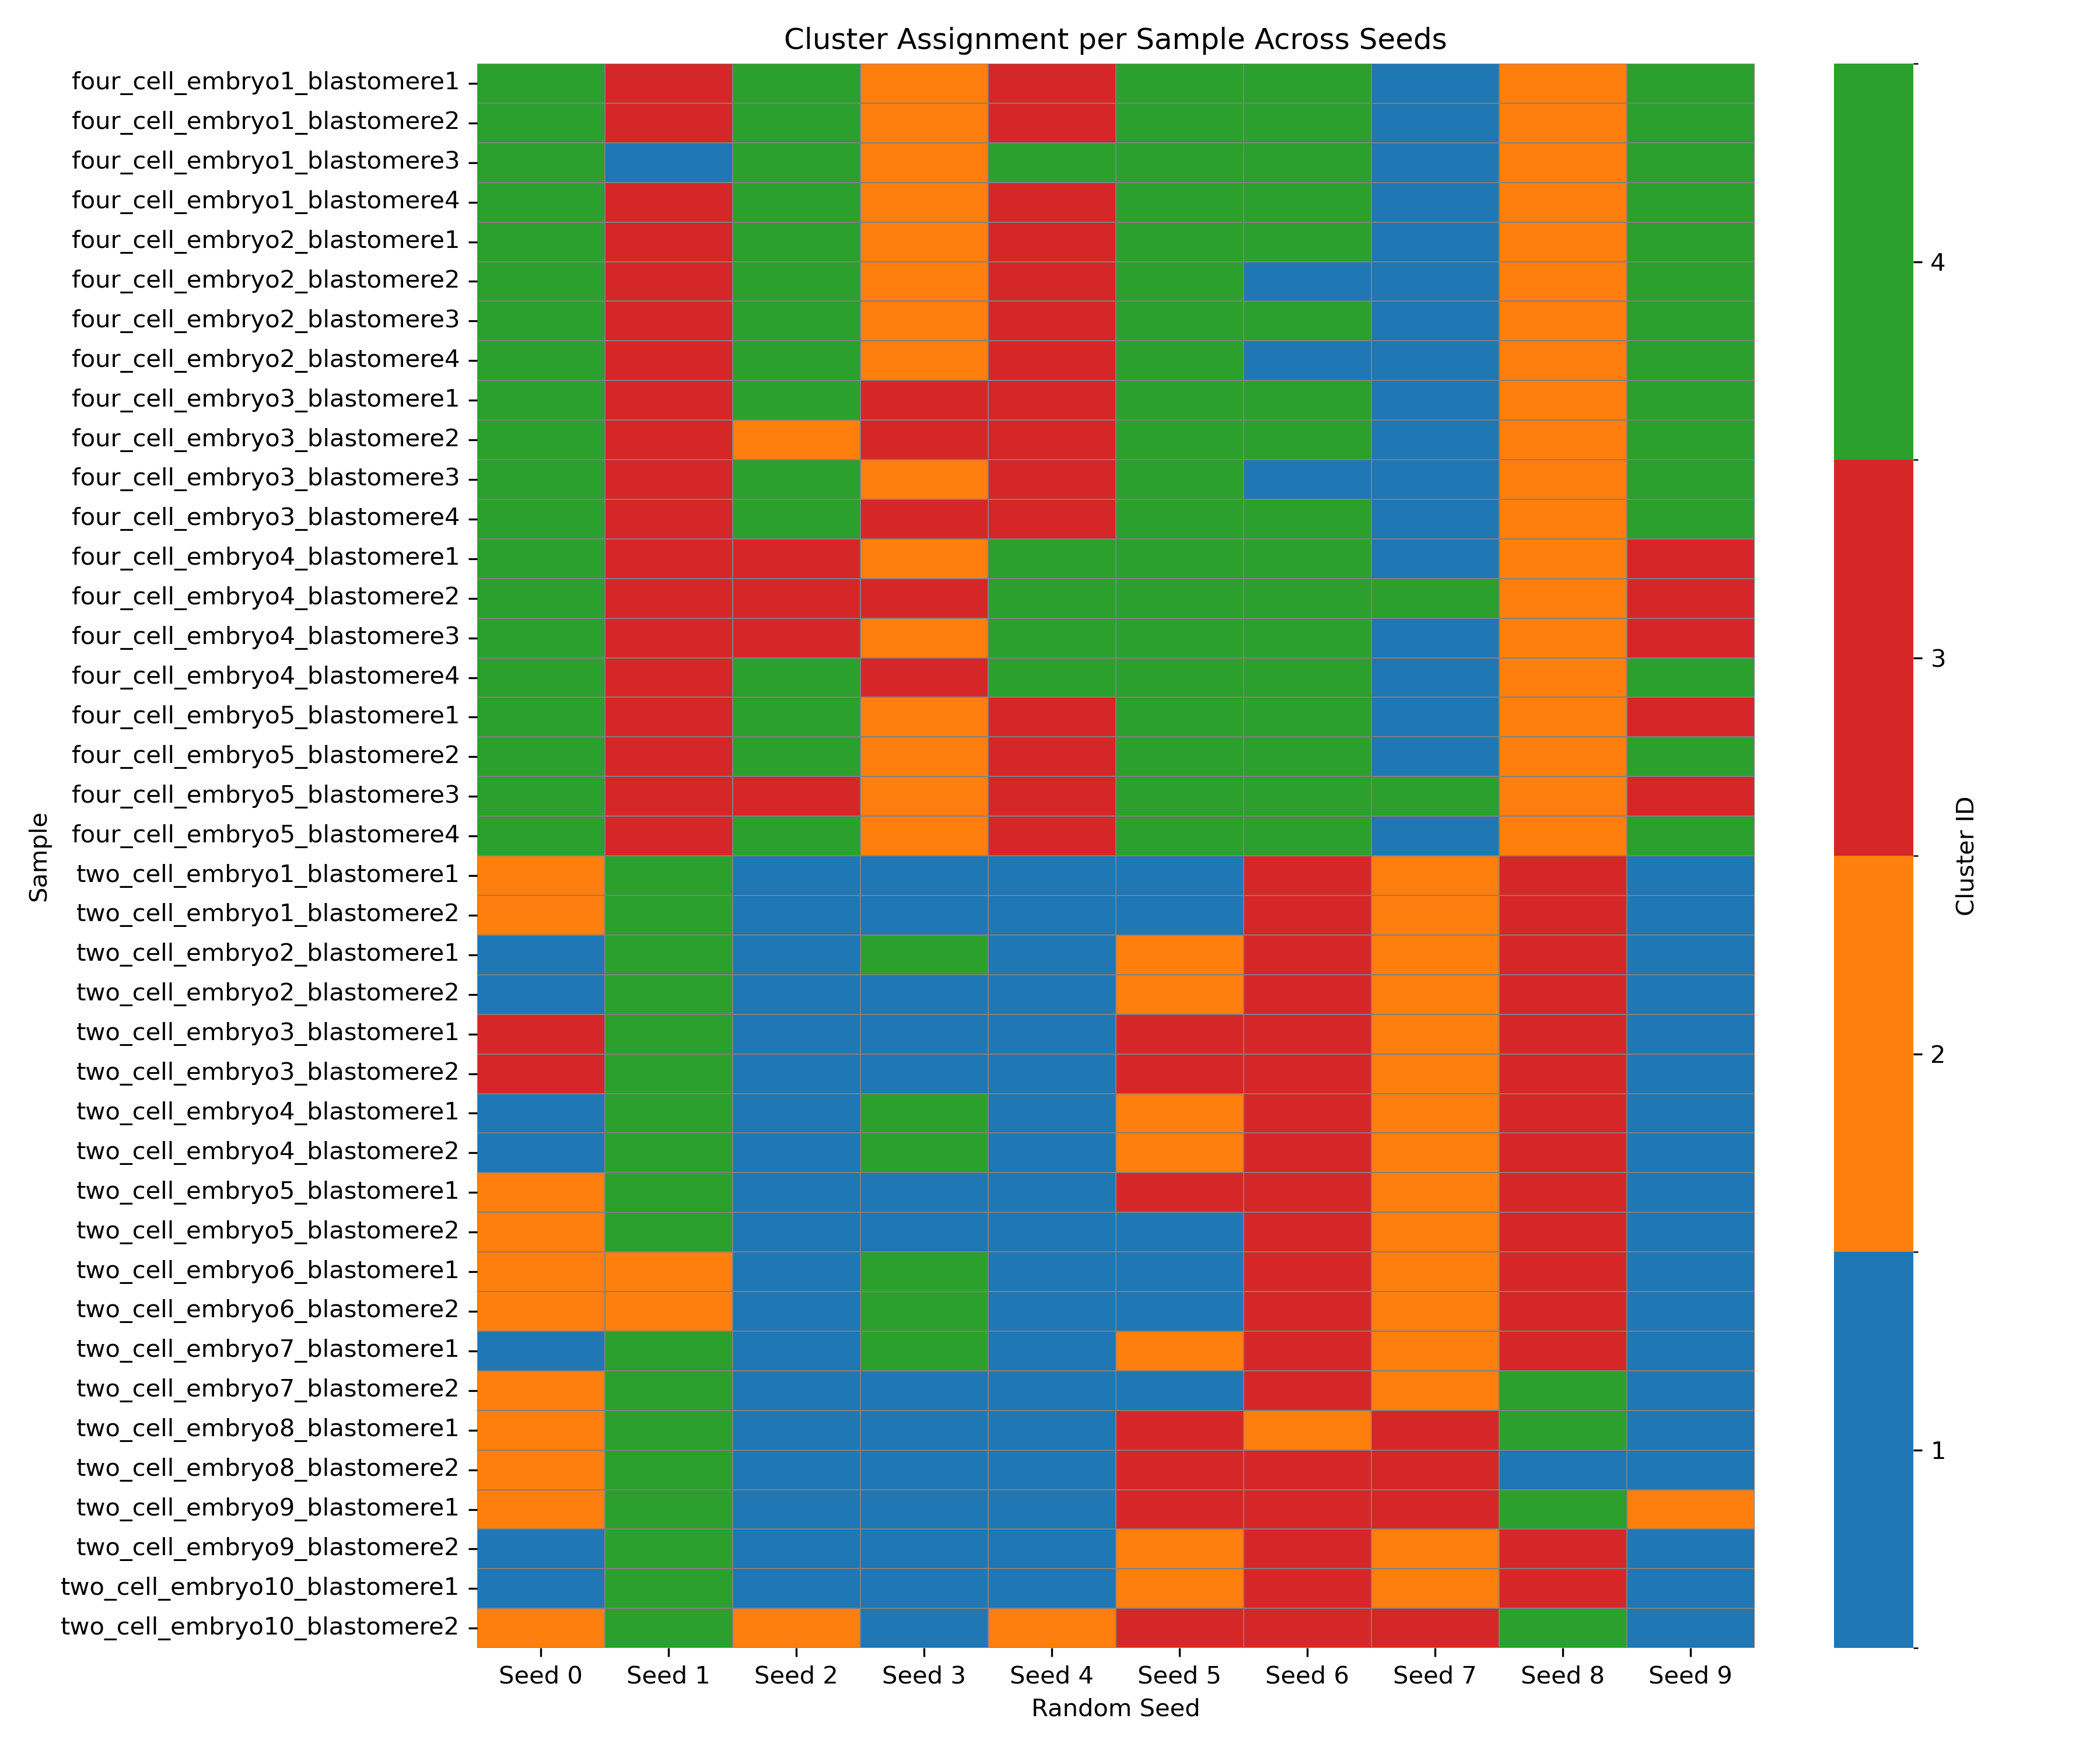 Cluster Assignment per Sample Across Seeds
four_cell_embryo1_blastomere1
four_cell_embryo1_blastomere2
four_cell_embryo1_blastomere3
four_cell_embryo1_blastomere4
four_cell_embryo2_blastomere1
four_cell_embryo2_blastomere2
four_cell_embryo2_blastomere3
four_cell_embryo2_blastomere4
four_cell_embryo3_blastomere1
four_cell_embryo3_blastomere2
four_cell_embryo3_blastomere3
four_cell_embryo3_blastomere4
four_cell_embryo4_blastomere1
four_cell_embryo4_blastomere2
four_cell_embryo4_blastomere3
four_cell_embryo4_blastomere4
four_cell_embryo5_blastomere1
four_cell_embryo5_blastomere2
four_cell_embryo5_blastomere3
four_cell_embryo5_blastomere4
two_cell_embryo1_blastomere1
two_cell_embryo1_blastomere2
two_cell_embryo2_blastomere1
two_cell_embryo2_blastomere2
two_cell_embryo3_blastomere1
two_cell_embryo3_blastomere2
two_cell_embryo4_blastomere1
two_cell_embryo4_blastomere2
two_cell_embryo5_blastomere1
two_cell_embryo5_blastomere2
two_cell_embryo6_blastomere1
two_cell_embryo6_blastomere2
two_cell_embryo7_blastomere1
two_cell_embryo7_blastomere2
two_cell_embryo8_blastomere1
two_cell_embryo8_blastomere2
two_cell_embryo9_blastomere1
two_cell_embryo9_blastomere2
two_cell_embryo10_blastomere1
two_cell_embryo10_blastomere2
Sample
Seed 0 Seed 1 Seed 2 Seed 3 Seed 4 Seed 5 Seed 6 Seed 7 Seed 8 Seed 9
Random Seed
4
3
2
1
Cluster ID